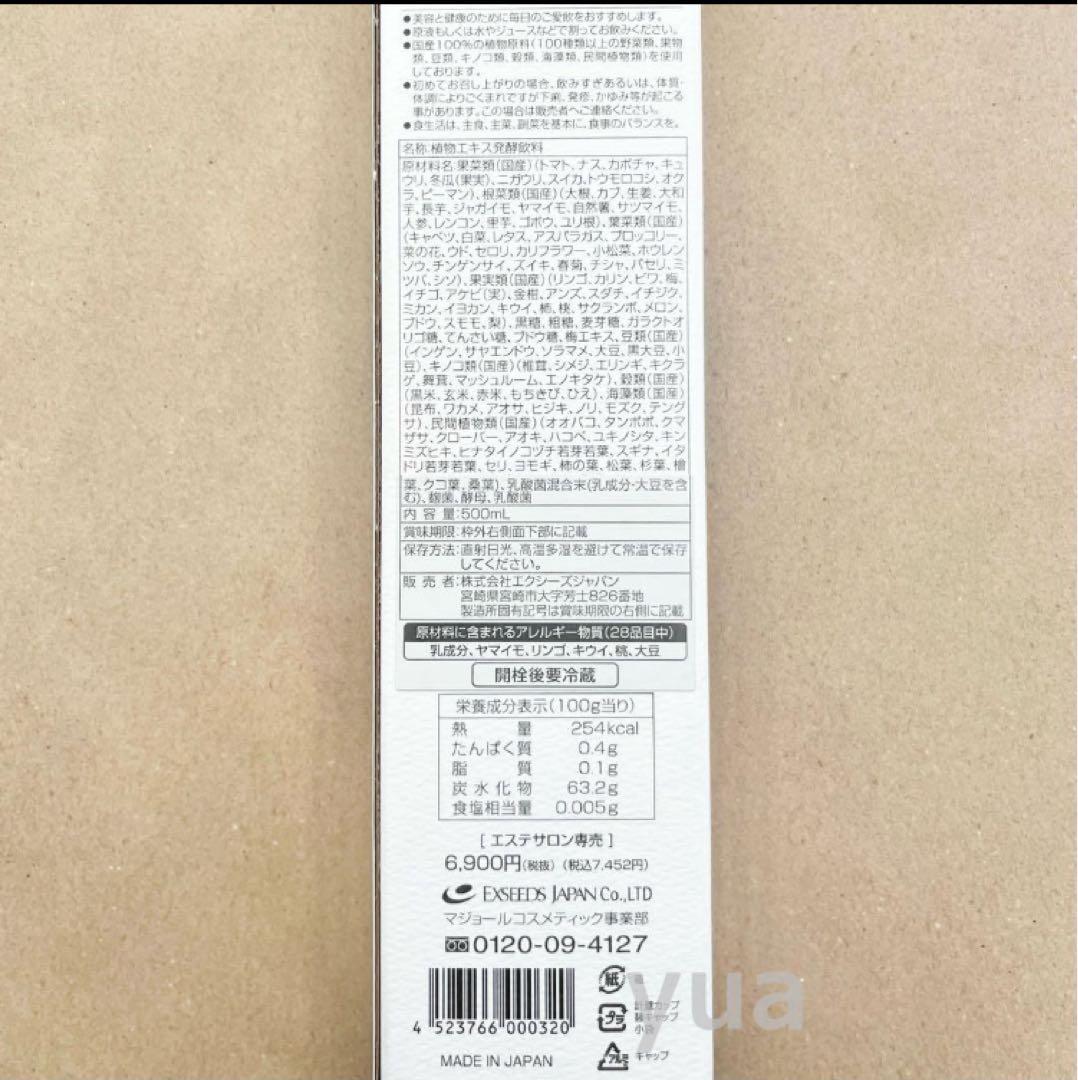 ●美容と健康のために毎日のご愛飲をおすすめします。
●原液もしくは水やジュースなどで割ってお飲みください。
●国産100%の植物原料(100種類以上の野菜類、果物
類、豆類、キノコ類、穀類、海藻類、民間植物類)を使用
しております。
●初めてお召し上がりの場合、飲みすぎあるいは、体質・
体調によりごくまれですが下痢、発疹、かゆみ等が起こる
事があります。この場合は販売者へご連絡ください。
●食生活は、主食、主菜、副菜を基本に、食事のバランスを。
名称:植物エキス発酵飲料
原材料名:果菜類(国産)(トマト、ナス、カボチャ、キュ
ウリ、冬瓜(果実)、ニガウリ、スイカ、トウモロコシ、オク
ラ、ピーマン)、根菜類(国産)(大根、カブ、生姜、大和
芋、長芋、ジャガイモ、ヤマイモ、自然薯、サツマイモ、
人参、レンコン、里芋、ゴボウ、ユリ根)、葉菜類(国産)
(キャベツ、白菜、レタス、アスパラガス、ブロッコリー、
菜の花、ウド、セロリ、カリフラワー、小松菜、ホウレン
ソウ、チンゲンサイ、ズイキ、春菊、チシャ、パセリ、ミ
ツバ、シソ)、果実類(国産)(リンゴ、カリン、ビワ、梅、
イチゴ、アケビ(実)、金柑、アンズ、スダチ、イチジク、
ミカン、イヨカン、キウイ、柿、桃、サクランボ、メロン、
ブドウ、スモモ、梨)、黒糖、粗糖、麦芽糖、ガラクトオ
リゴ糖、てんさい糖、ブドウ糖、梅エキス、豆類(国産)
(インゲン、サヤエンドウ、ソラマメ、大豆、黒大豆、小
豆)、キノコ類(国産)(椎茸、シメジ、エリンギ、キクラ
ゲ、舞茸、マッシュルーム、エノキタケ)、穀類(国産)
(黒米、玄米、赤米、もちきび、ひえ)、海藻類(国産)
(昆布、ワカメ、アオサ、ヒジキ、ノリ、モズク、テング
サ)、民間植物類(国産)(オオバコ、タンポポ、クマ
ザサ、クローバー、アオキ、ハコベ、ユキノシタ、キン
ミズヒキ、ヒナタイノコヅチ若芽若葉、スギナ、イタ
ドリ若芽若葉、セリ、ヨモギ、柿の葉、松葉、杉葉、檜
葉、クコ葉、桑葉)、乳酸菌混合末(乳成分・大豆を含
む)、麹菌、酵母、乳酸菌
内容量:500mL
賞味期限:枠外右側面下部に記載
保存方法:直射日光、高温多湿を避けて常温で保存
してください。
販売者:株式会社エクシーズジャパン
宮崎県宮崎市大字芳士826番地
製造所固有記号は賞味期限の右側に記載
原材料に含まれるアレルギー物質(28品目中)
乳成分、ヤマイモ、リンゴ、キウイ、桃、大豆
開栓後要冷蔵
栄養成分表示(100g当り)
熱量 254kcal
たんぱく質 0.4g
脂質 0.1g
炭水化物 63.2g
食塩相当量 0.005g
[エステサロン専売]
6,900円(税抜)(税込7,452円)
EXSEEDS JAPAN Co.,LTD
マジョールコスメティック事業部
0120-09-4127
4 523766 000320
MADE IN JAPAN
紙
プラ
計量カップ
キャップ
小袋
アルミ
キャップ
yua